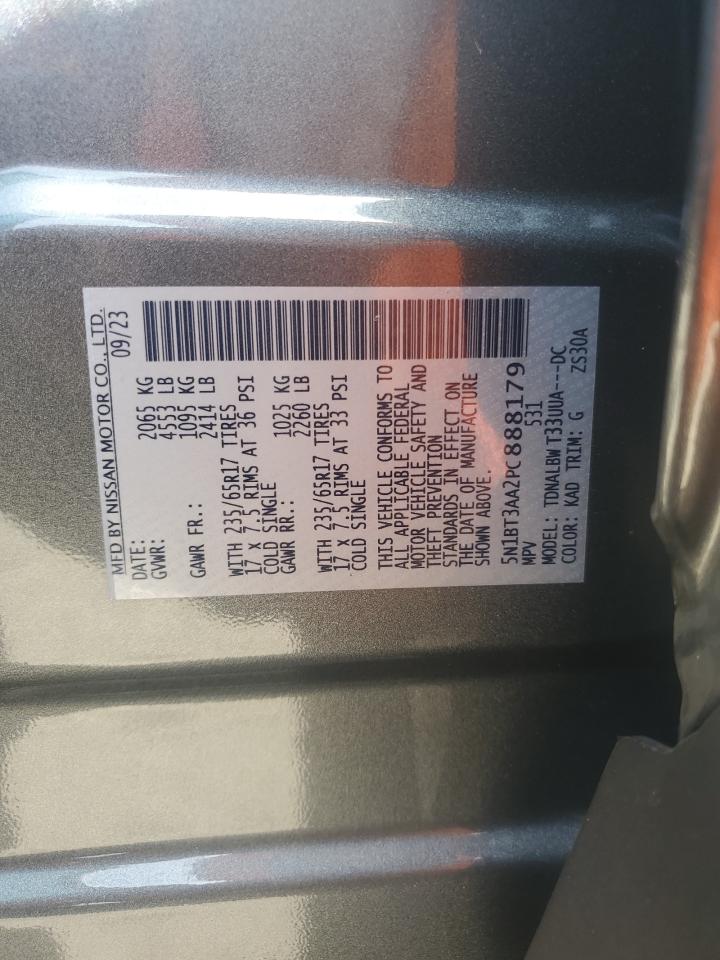 MFD BY NISSAN MOTOR CO., LTD.
DATE: 09/23
GVWR: 2065 KG
4553 LB
GAWR FR.: 1095 KG
2414 LB
WITH 235/65R17 TIRES
17 X 7.5 RIMS AT 36 PSI
COLD SINGLE
GAWR RR.: 1025 KG
2260 LB
WITH 235/65R17 TIRES
17 X 7.5 RIMS AT 33 PSI
COLD SINGLE
THIS VEHICLE CONFORMS TO
ALL APPLICABLE FEDERAL
MOTOR VEHICLE SAFETY AND
THEFT PREVENTION
STANDARDS IN EFFECT ON
THE DATE OF MANUFACTURE
SHOWN ABOVE.
5N1BT3AA2PC888179
MPV 531
MODEL: TDNALBW T33UUA---DC
COLOR: KAD TRIM: G ZS30A